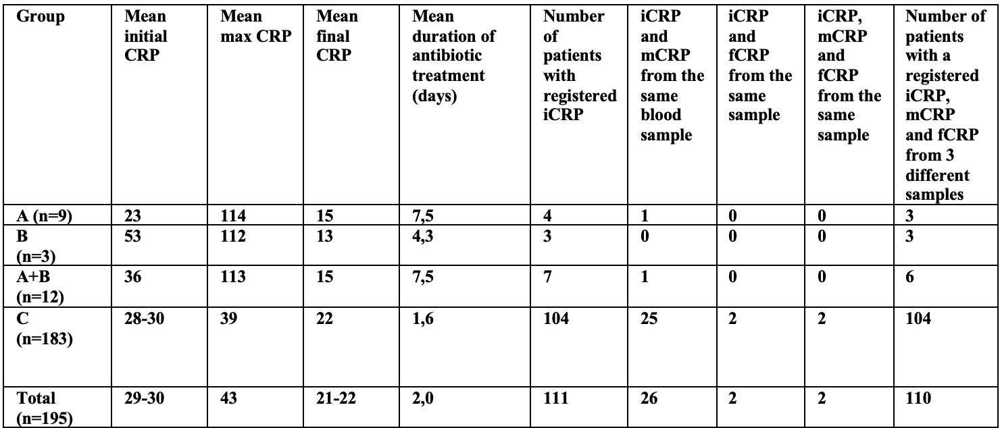 Group
Mean
initial
CRP
Mean
max CRP
Mean
final
CRP
Mean
duration of
antibiotic
treatment
(days)
Number
of
patients
with
registered
iCRP
iCRP
and
mCRP
from the
same
blood
sample
iCRP
and
fCRP
from the
same
sample
iCRP,
mCRP
and
fCRP
from the
same
sample
Number of
patients
with a
registered
iCRP,
mCRP
and fCRP
from 3
different
samples
A (n=9) 23 114 15 7,5 4 1 0 0 3
B 53 112 13 4,3 3 0 0 0 3
(n=3)
A+B 36 113 15 7,5 7 1 0 0 6
(n=12)
C 28-30 39 22 1,6 104 25 2 2 104
(n=183)
Total 29-30 43 21-22 2,0 111 26 2 2 110
(n=195)